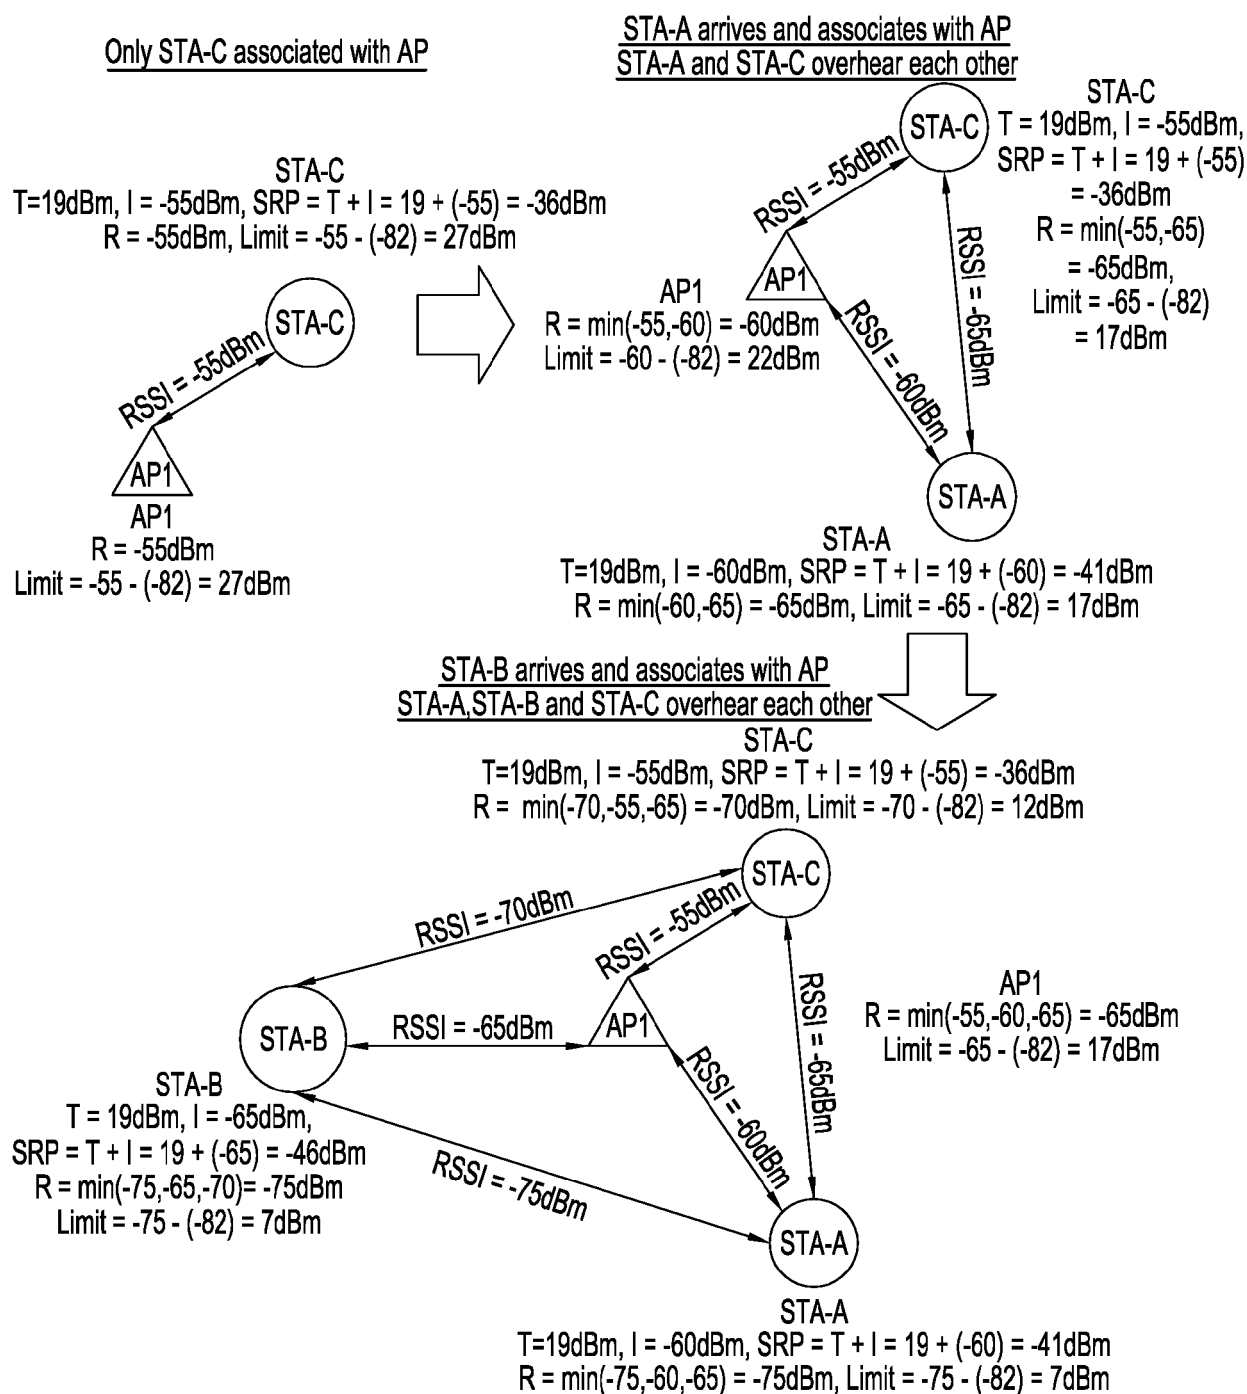 Only STA-C associated with AP
STA-C
T=19dBm, I = -55dBm, SRP = T + I = 19 + (-55) = -36dBm
R = -55dBm, Limit = -55 - (-82) = 27dBm
STA-C
RSSI = -55dBm
AP1
AP1
R = -55dBm
Limit = -55 - (-82) = 27dBm
STA-A arrives and associates with AP
STA-A and STA-C overhear each other
STA-C
STA-C
T = 19dBm, I = -55dBm,
SRP = T + I = 19 + (-55)
= -36dBm
R = min(-55,-65)
= -65dBm,
Limit = -65 - (-82)
= 17dBm
RSSI = -55dBm
RSSI = -65dBm
AP1
AP1
R = min(-55,-60) = -60dBm
Limit = -60 - (-82) = 22dBm
RSSI = -60dBm
STA-A
STA-A
T=19dBm, I = -60dBm, SRP = T + I = 19 + (-60) = -41dBm
R = min(-60,-65) = -65dBm, Limit = -65 - (-82) = 17dBm
STA-B arrives and associates with AP
STA-A,STA-B and STA-C overhear each other
STA-C
T=19dBm, I = -55dBm, SRP = T + I = 19 + (-55) = -36dBm
R = min(-70,-55,-65) = -70dBm, Limit = -70 - (-82) = 12dBm
STA-C
RSSI = -70dBm
RSSI = -55dBm
RSSI = -65dBm
AP1
R = min(-55,-60,-65) = -65dBm
Limit = -65 - (-82) = 17dBm
STA-B
RSSI = -65dBm
AP1
RSSI = -60dBm
STA-B
T = 19dBm, I = -65dBm,
SRP = T + I = 19 + (-65) = -46dBm
R = min(-75,-65,-70)= -75dBm
Limit = -75 - (-82) = 7dBm
RSSI = -75dBm
STA-A
STA-A
T=19dBm, I = -60dBm, SRP = T + I = 19 + (-60) = -41dBm
R = min(-75,-60,-65) = -75dBm, Limit = -75 - (-82) = 7dBm